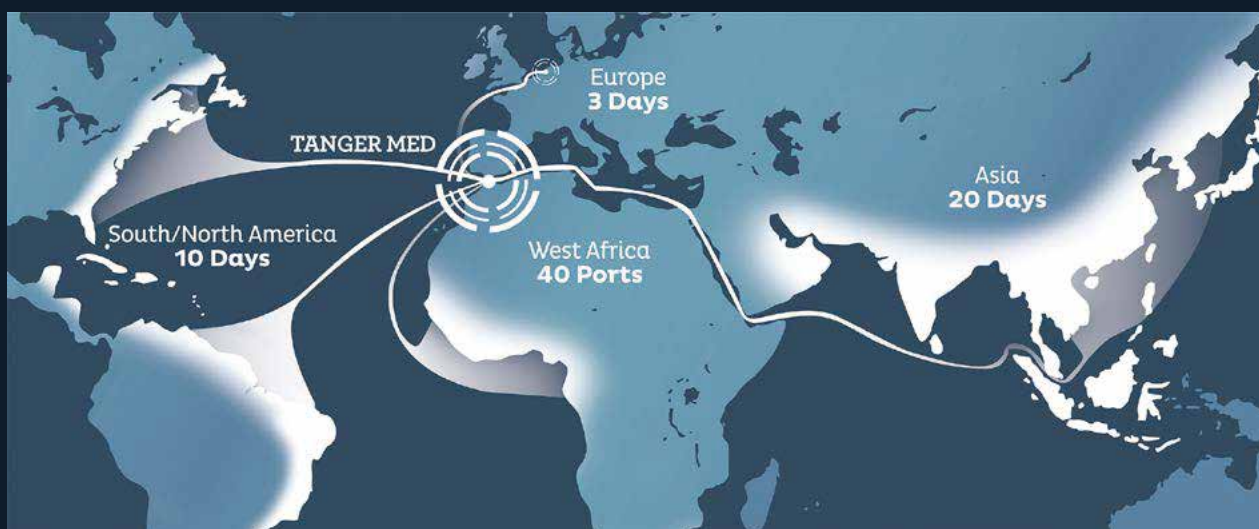 Europe
3 Days
TANGER MED
Asia
20 Days
South/North America
10 Days
West Africa
40 Ports